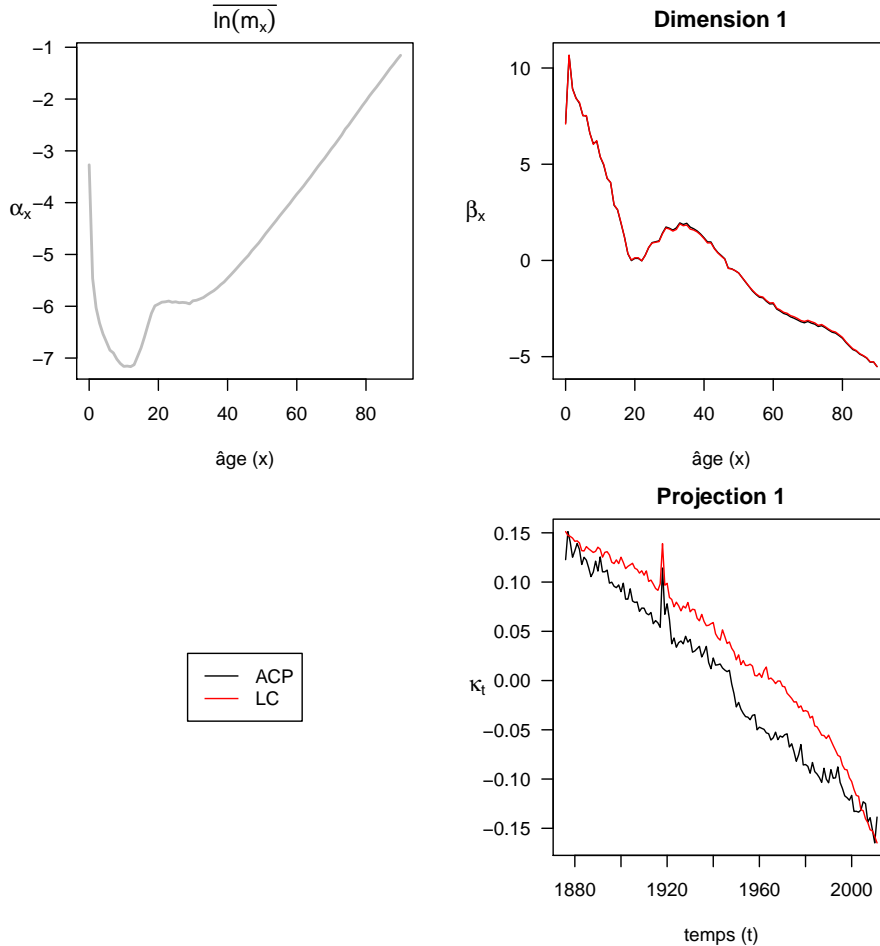 ln(mₓ)
−1
−2
−3
−4
−5
−6
−7
αₓ
0 20 40 60 80
âge (x)
Dimension 1
10
5
0
−5
βₓ
0 20 40 60 80
âge (x)
ACP
LC
Projection 1
0.15
0.10
0.05
0.00
−0.05
−0.10
−0.15
κₜ
1880 1920 1960 2000
temps (t)